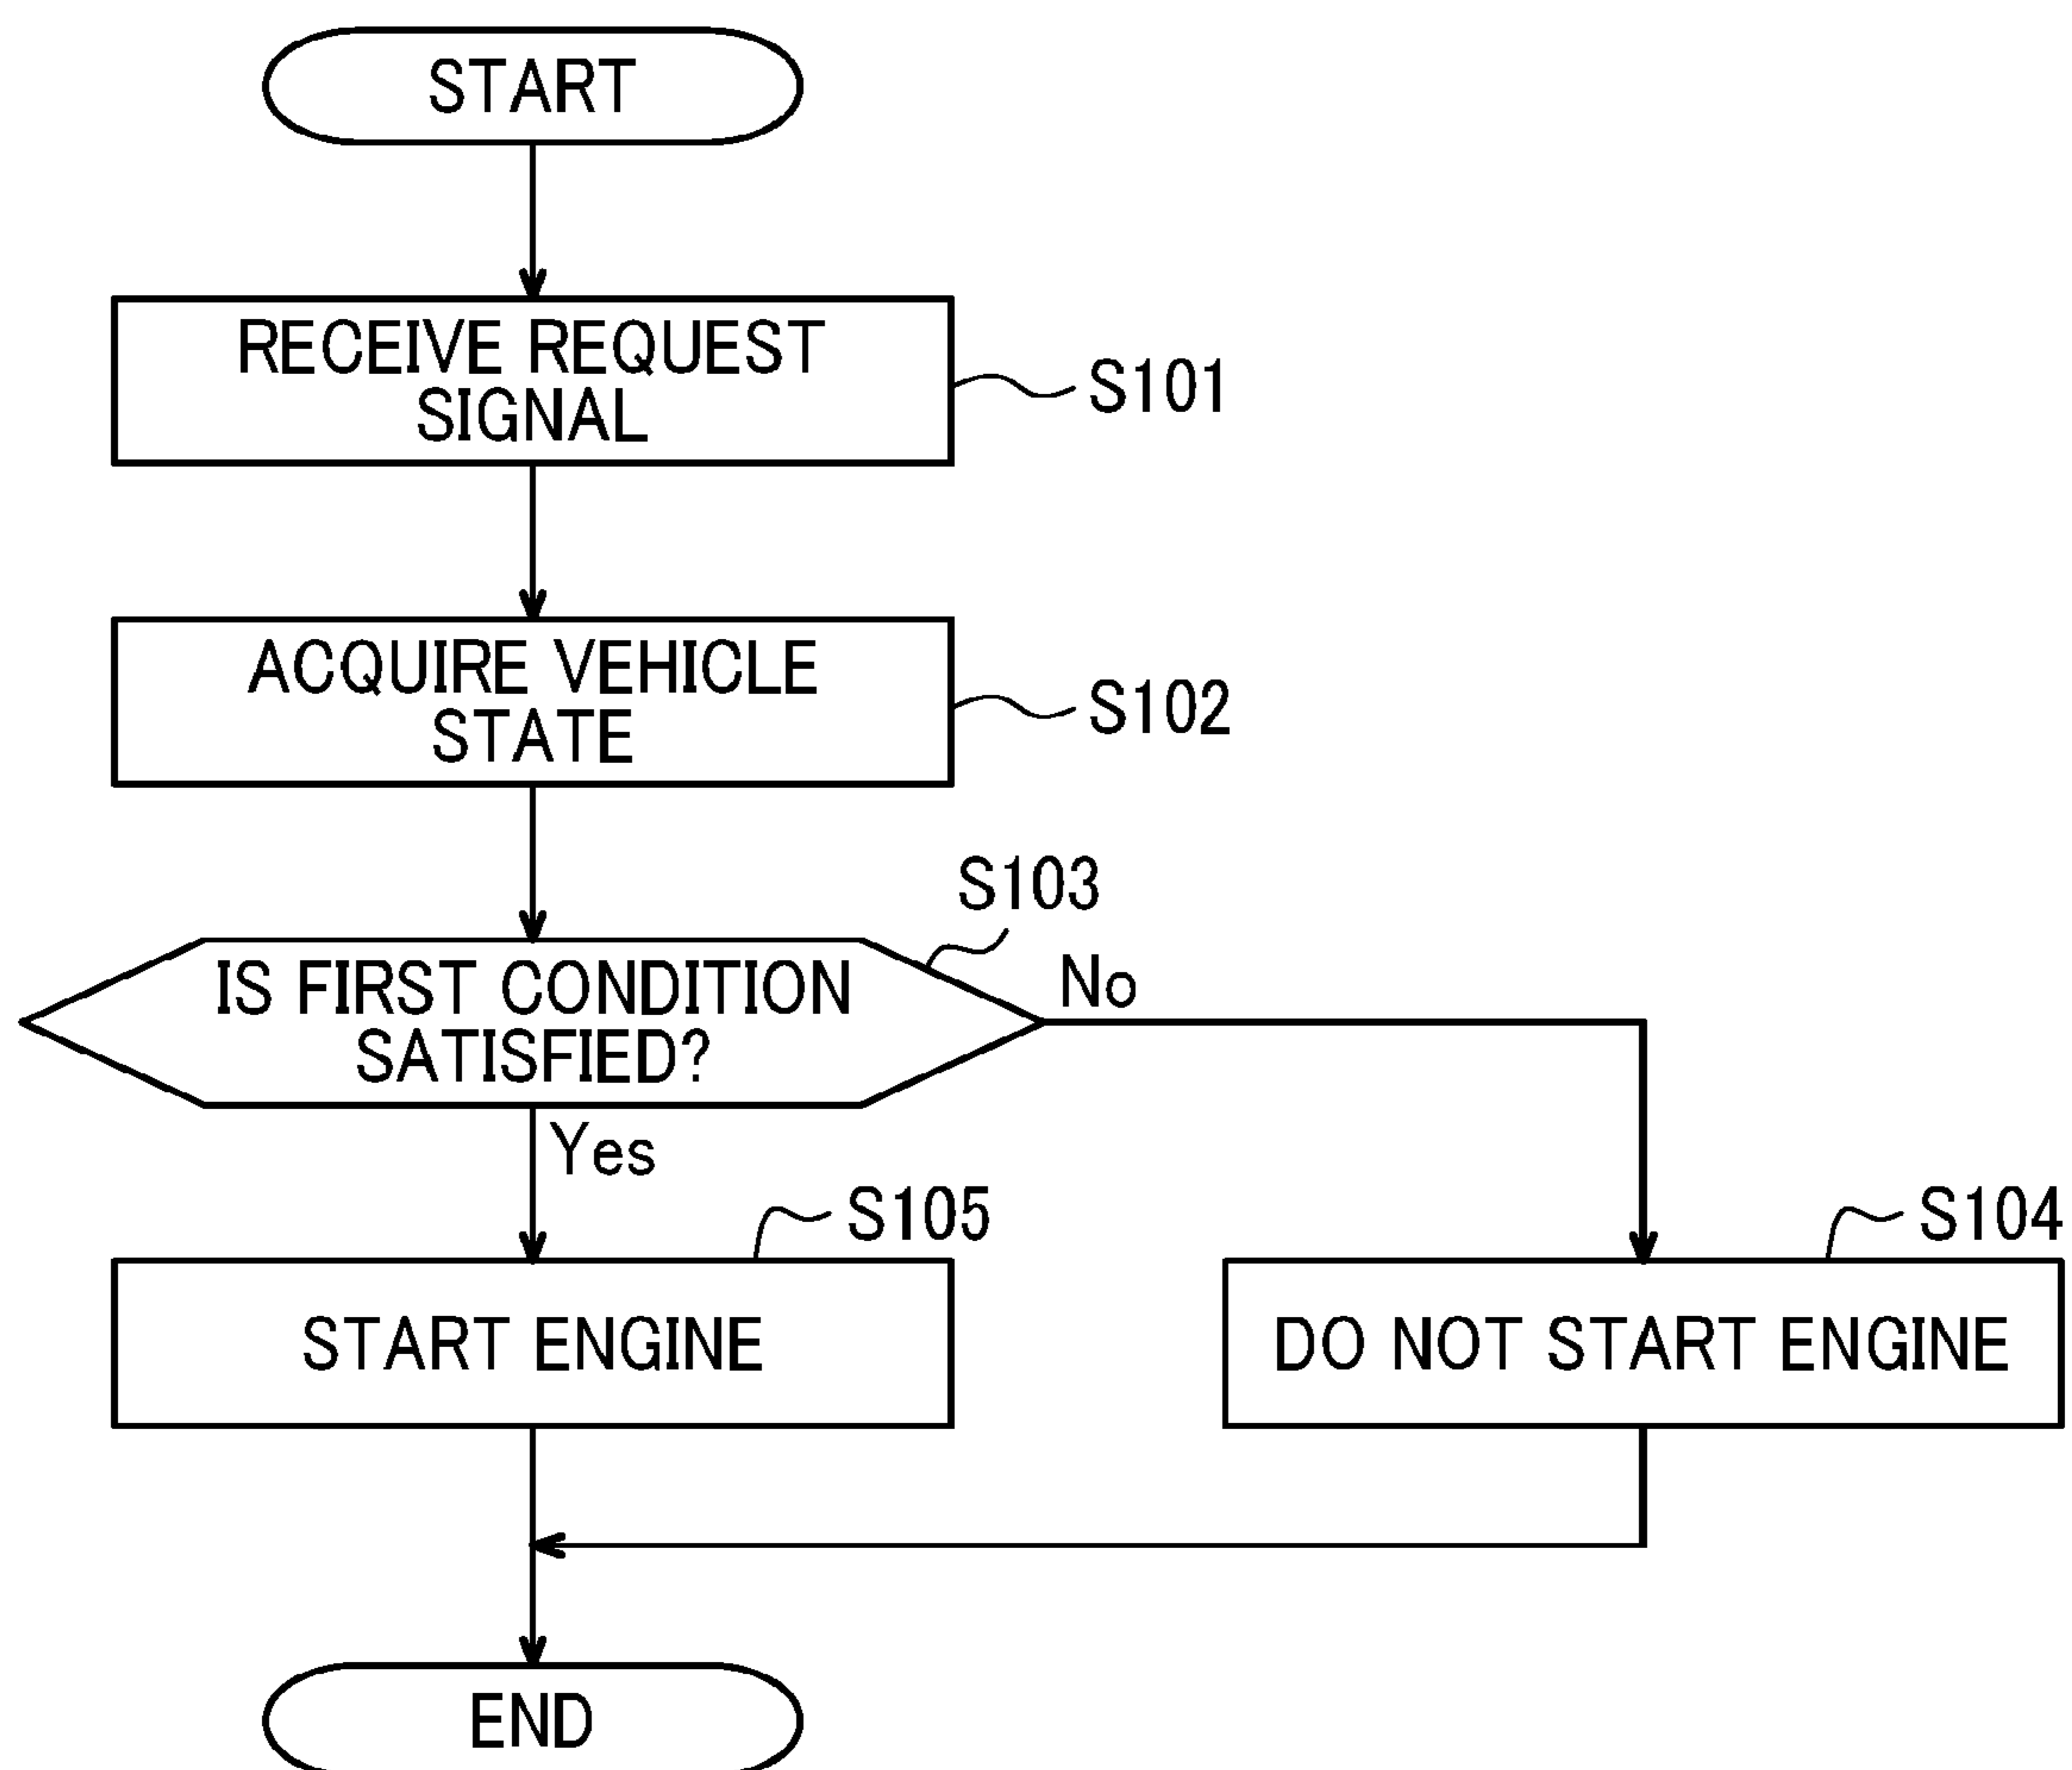 START
RECEIVE REQUEST
SIGNAL
S101
ACQUIRE VEHICLE
STATE
S102
S103
IS FIRST CONDITION
SATISFIED?
No
Yes
S105
START ENGINE
S104
DO NOT START ENGINE
END